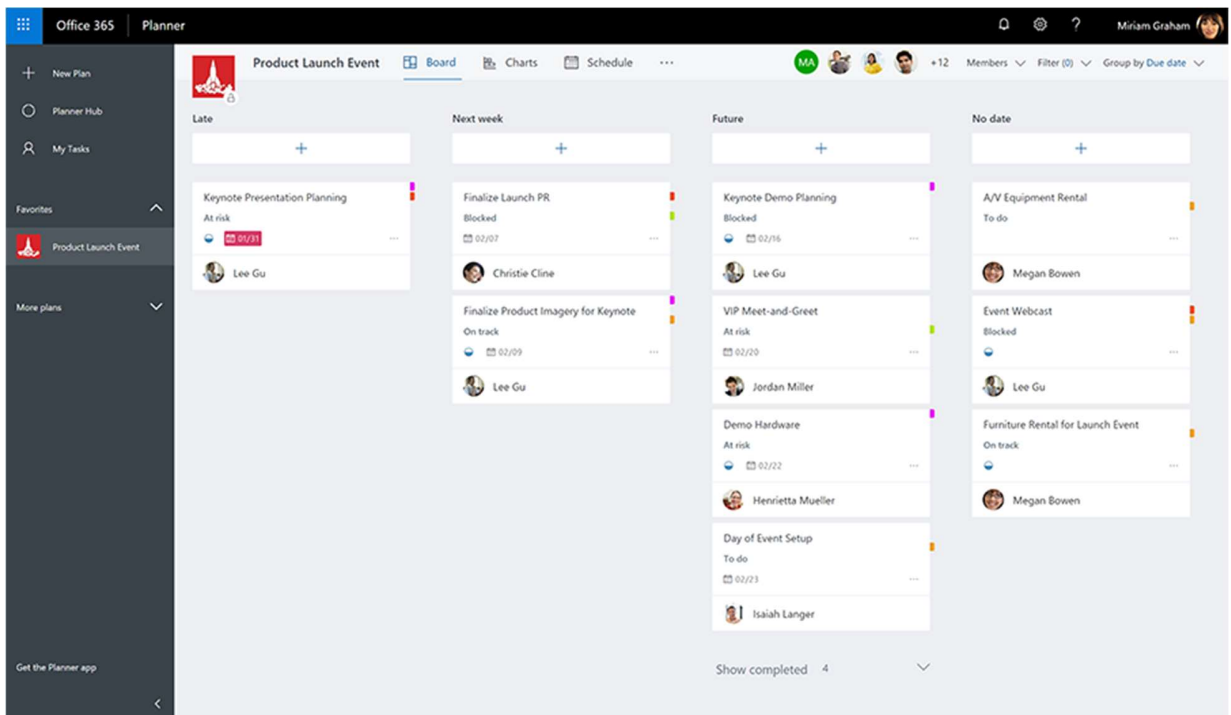 Office 365
Planner
?
Miriam Graham
New Plan
Planner Hub
My Tasks
Favorites
Product Launch Event
More plans
Get the Planner app
Product Launch Event
Board
Charts
Schedule
MA
+12
Members
Filter (0)
Group by Due date
Late
+
Keynote Presentation Planning
At risk
01/31
Lee Gu
Next week
+
Finalize Launch PR
Blocked
02/07
Christie Cline
Finalize Product Imagery for Keynote
On track
02/09
Lee Gu
Future
+
Keynote Demo Planning
Blocked
02/16
Lee Gu
VIP Meet-and-Greet
At risk
02/20
Jordan Miller
Demo Hardware
At risk
02/22
Henrietta Mueller
Day of Event Setup
To do
02/23
Isaiah Langer
Show completed 4
No date
+
A/V Equipment Rental
To do
Megan Bowen
Event Webcast
Blocked
Lee Gu
Furniture Rental for Launch Event
On track
Megan Bowen